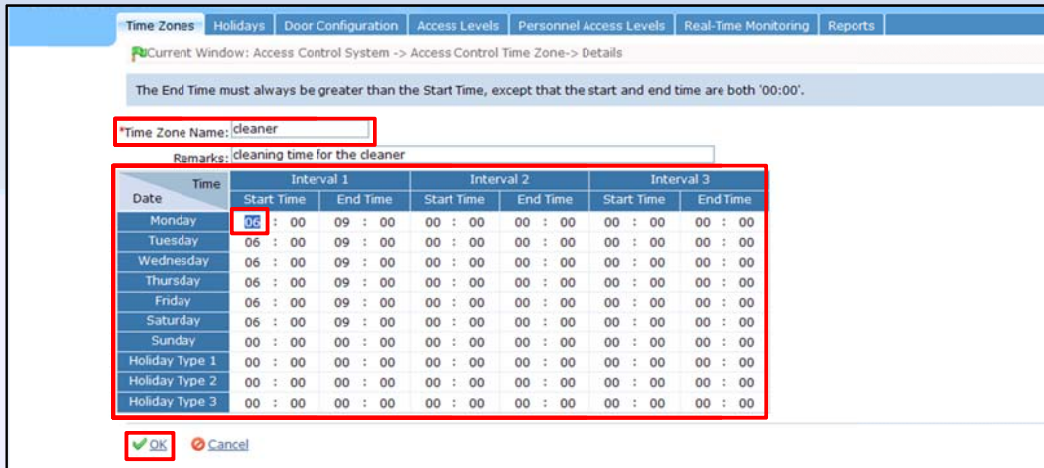 Time Zones Holidays Door Configuration Access Levels Personnel Access Levels Real-Time Monitoring Reports
Current Window: Access Control System -> Access Control Time Zone-> Details
The End Time must always be greater than the Start Time, except that the start and end time are both '00:00'.
*Time Zone Name: cleaner
Remarks: cleaning time for the cleaner
Time Interval 1 Interval 2 Interval 3
Date Start Time End Time Start Time End Time Start Time End Time
Monday 06 : 00 09 : 00 00 : 00 00 : 00 00 : 00 00 : 00
Tuesday 06 : 00 09 : 00 00 : 00 00 : 00 00 : 00 00 : 00
Wednesday 06 : 00 09 : 00 00 : 00 00 : 00 00 : 00 00 : 00
Thursday 06 : 00 09 : 00 00 : 00 00 : 00 00 : 00 00 : 00
Friday 06 : 00 09 : 00 00 : 00 00 : 00 00 : 00 00 : 00
Saturday 06 : 00 09 : 00 00 : 00 00 : 00 00 : 00 00 : 00
Sunday 00 : 00 00 : 00 00 : 00 00 : 00 00 : 00 00 : 00
Holiday Type 1 00 : 00 00 : 00 00 : 00 00 : 00 00 : 00 00 : 00
Holiday Type 2 00 : 00 00 : 00 00 : 00 00 : 00 00 : 00 00 : 00
Holiday Type 3 00 : 00 00 : 00 00 : 00 00 : 00 00 : 00 00 : 00
OK Cancel